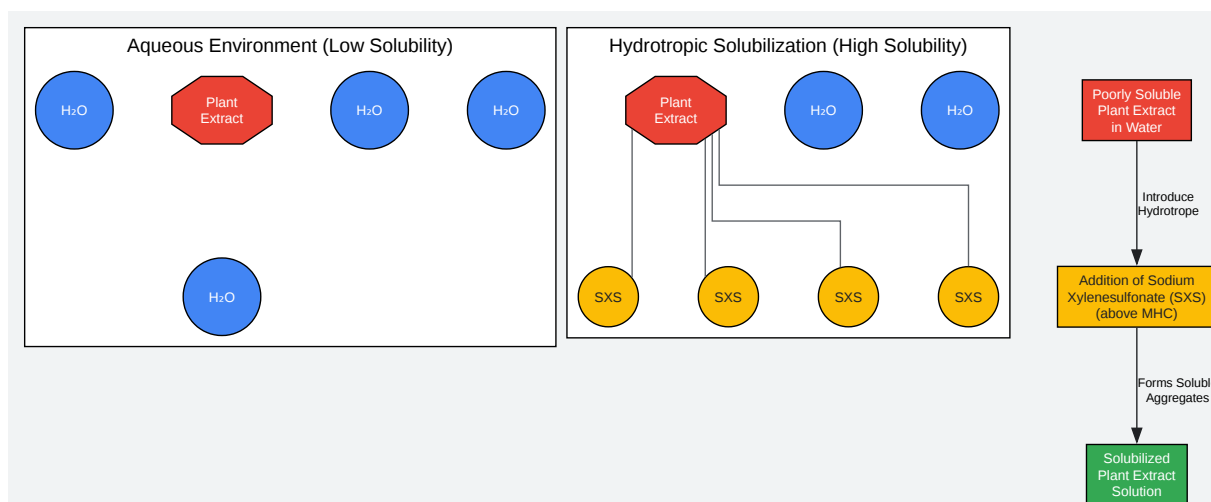 Aqueous Environment (Low Solubility)
H₂O
Plant
Extract
H₂O
H₂O
H₂O
Hydrotropic Solubilization (High Solubility)
Plant
Extract
H₂O
H₂O
SXS
SXS
SXS
SXS
Poorly Soluble
Plant Extract
in Water
Introduce
Hydrotrope
Addition of Sodium
Xylenesulfonate (SXS)
(above MHC)
Forms Solubl
Aggregates
Solubilized
Plant Extract
Solution